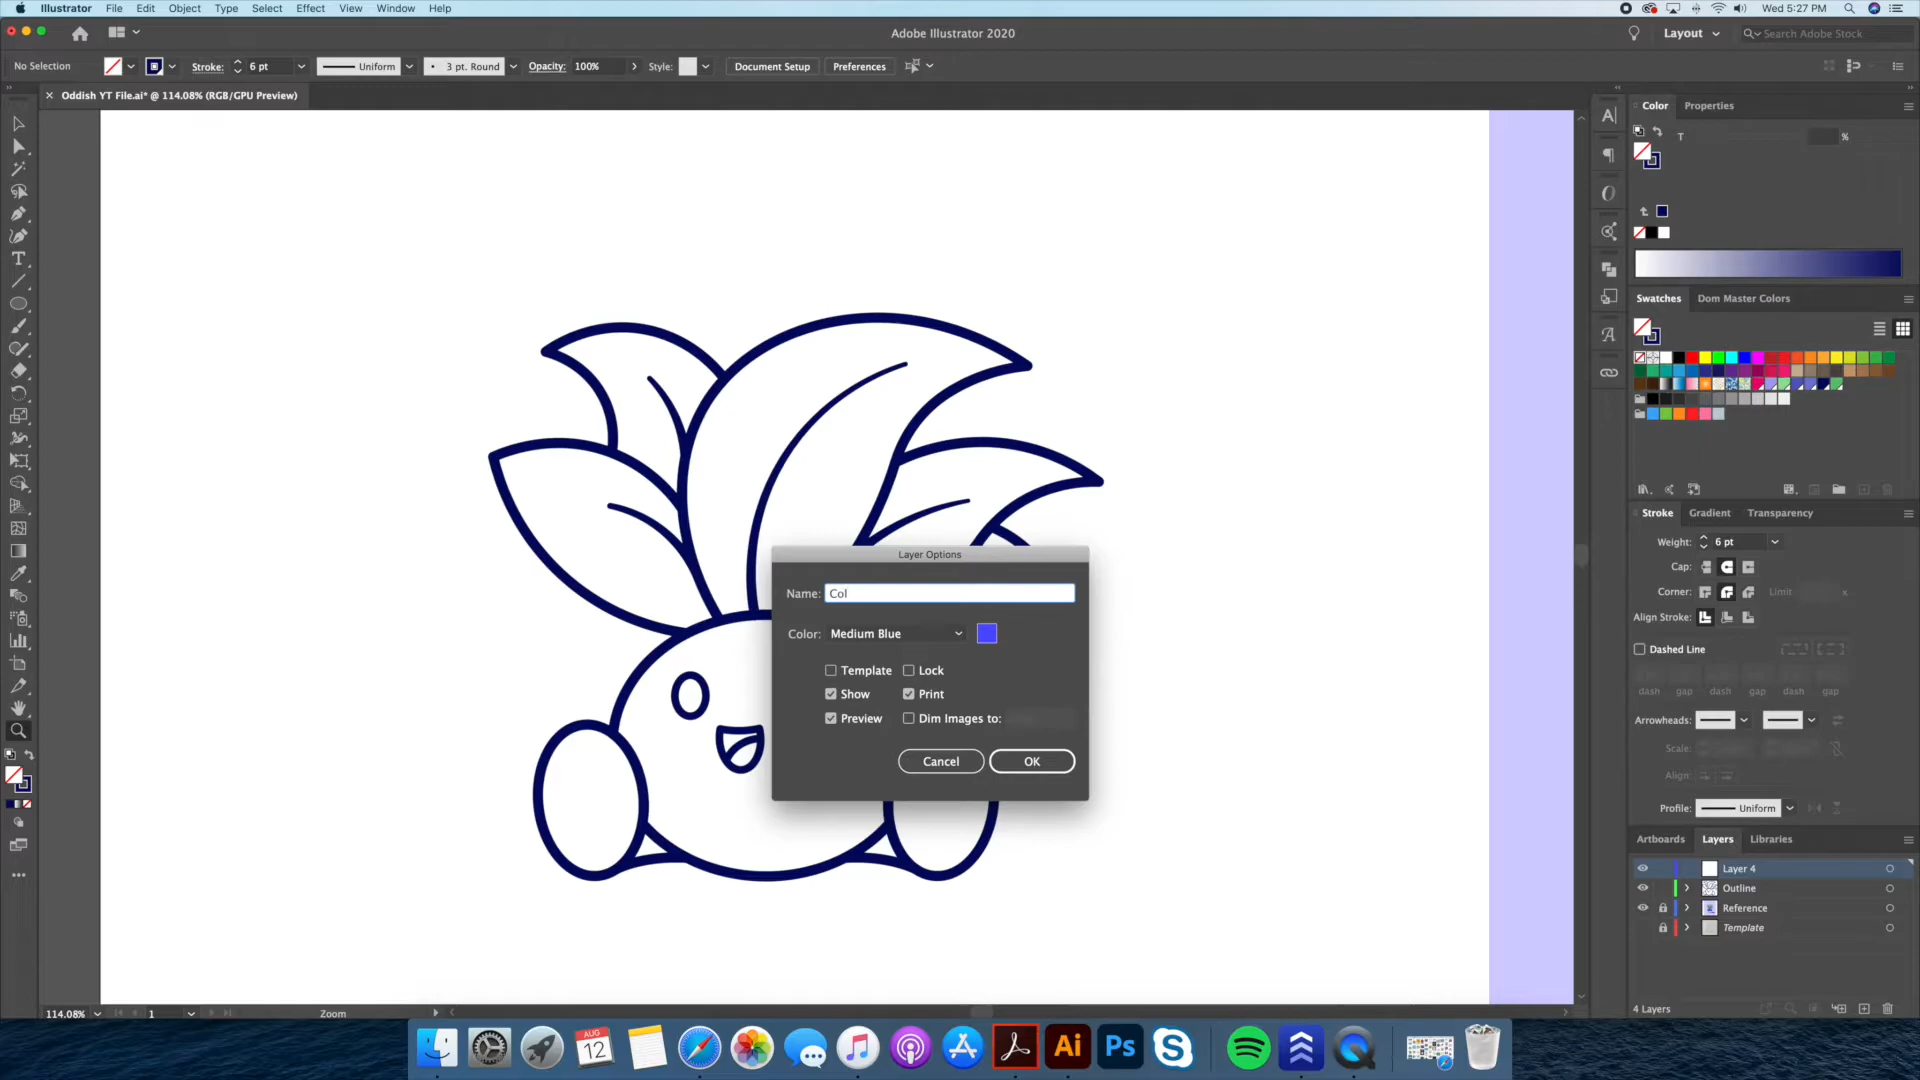 Illustrator File Edit Object Type Select Effect View Window Help Wed 5:27 PM
Adobe Illustrator 2020 Layout Search Adobe Stock
No Selection Stroke: 6 pt Uniform 3 pt. Round Opacity: 100% Style: Document Setup Preferences
Oddish YT File.ai* @ 114.08% (RGB/GPU Preview)
Color Properties
T %
Swatches Dom Master Colors
Stroke Gradient Transparency
Weight: 6 pt
Cap:
Corner: Limit x
Align Stroke:
Dashed Line
dash gap dash gap dash gap
Arrowheads:
Scale:
Align:
Profile: Uniform
Artboards Layers Libraries
Layer 4
Outline
Reference
Template
4 Layers
Layer Options
Name: Col
Color: Medium Blue
Template Lock
Show Print
Preview Dim Images to:
Cancel OK
114.08% 1 Zoom
AUG
12
Ai Ps